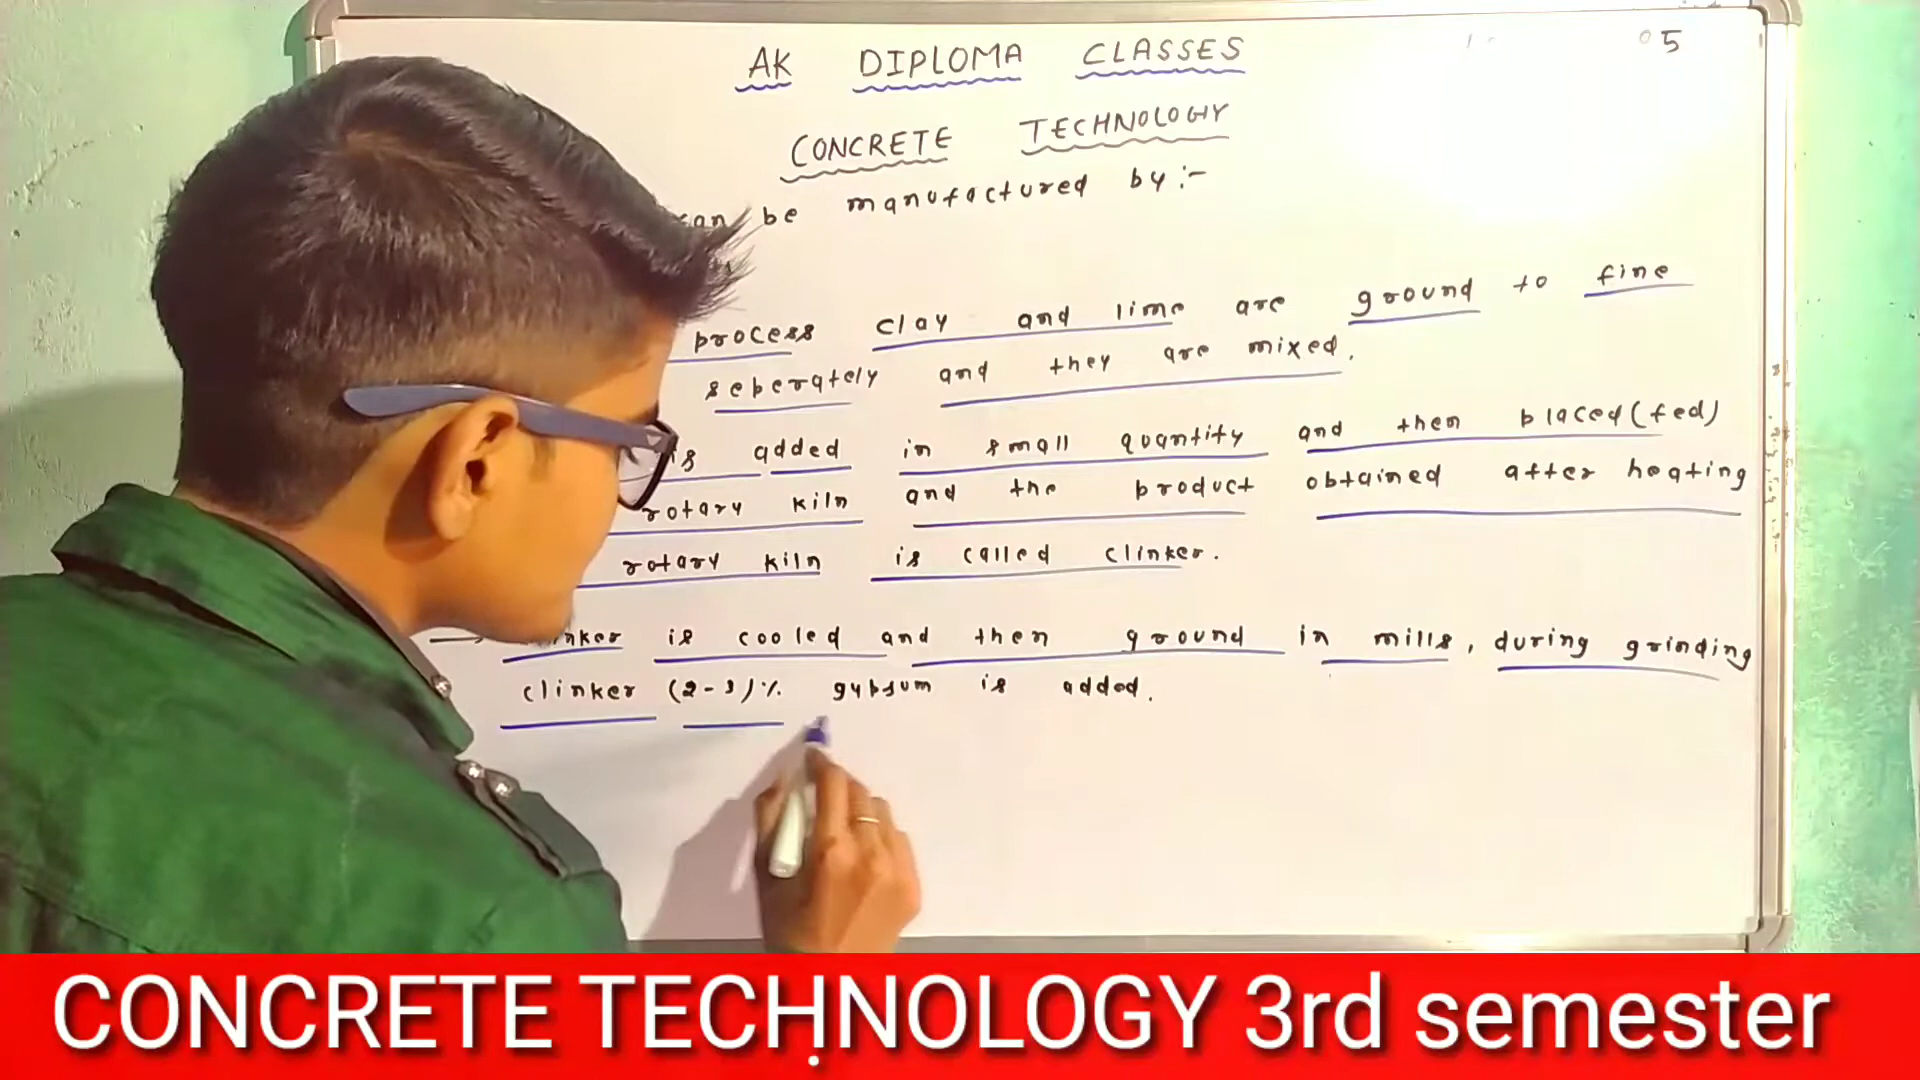 05
AK DIPLOMA CLASSES
CONCRETE TECHNOLOGY
can be manufactured by :-
process clay and lime are ground to fine
seperately and they are mixed.
is added in small quantity and then placed (fed)
rotary kiln and the product obtained after heating
rotary kiln is called clinker.
is cooled and then ground in mills, during grinding
clinker (2-3)% gypsum is added.
CONCRETE TECHNOLOGY 3rd semester